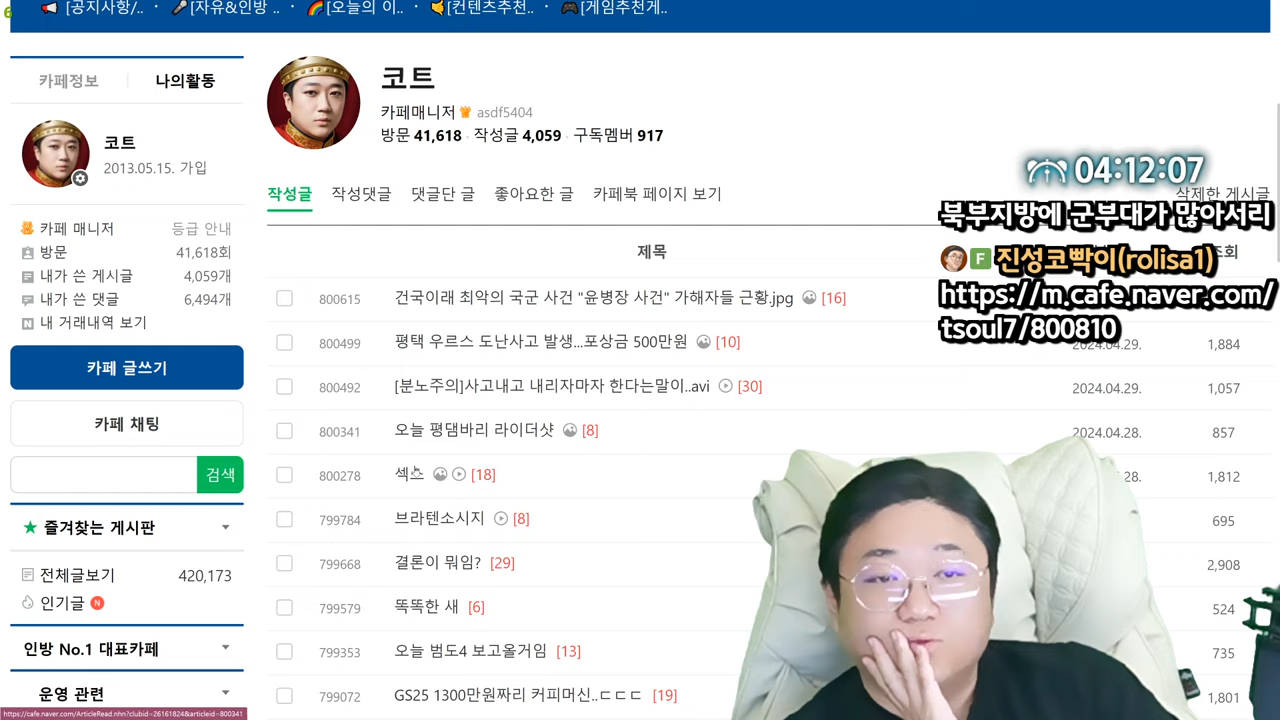 [공지사항/.. · [자유&인방 .. · [오늘의 이.. · [컨텐츠추천.. · [게임추천게..
카페정보 나의활동
코트
2013.05.15. 가입
카페 매니저 등급 안내
방문 41,618회
내가 쓴 게시글 4,059개
내가 쓴 댓글 6,494개
내 거래내역 보기
카페 글쓰기
카페 채팅
검색
★ 즐겨찾는 게시판
전체글보기 420,173
인기글 N
인방 No.1 대표카페
운영 관련
https://cafe.naver.com/ArticleRead.nhn?clubid=26161824&articleid=800341
코트
카페매니저 asdf5404
방문 41,618 · 작성글 4,059 · 구독멤버 917
작성글 작성댓글 댓글단 글 좋아요한 글 카페북 페이지 보기 삭제한 게시글
제목
800615 건국이래 최악의 국군 사건 "윤병장 사건" 가해자들 근황.jpg [16]
800499 평택 우르스 도난사고 발생...포상금 500만원 [10] 2024.04.29. 1,884
800492 [분노주의]사고내고 내리자마자 한다는말이..avi [30] 2024.04.29. 1,057
800341 오늘 평댐바리 라이더샷 [8] 2024.04.28. 857
800278 섹스 [18] 28. 1,812
799784 브라텐소시지 [8] 695
799668 결론이 뭐임? [29] 2,908
799579 똑똑한 새 [6] 524
799353 오늘 범도4 보고올거임 [13] 735
799072 GS25 1300만원짜리 커피머신..ㄷㄷㄷ [19] 1,801
04:12:07
북부지방에 군부대가 많아서리
F 진성코빡이(rolisa1)
https://m.cafe.naver.com/
tsoul7/800810